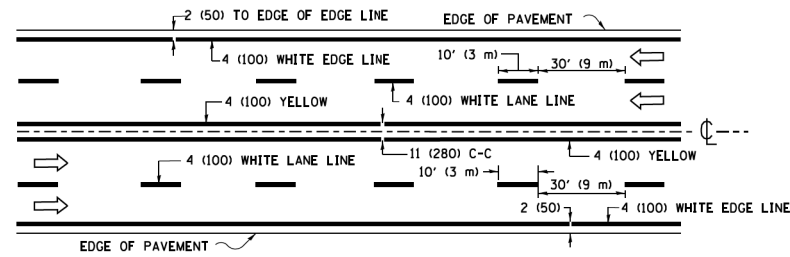 2 (50) TO EDGE OF EDGE LINE
EDGE OF PAVEMENT
4 (100) WHITE EDGE LINE
10' (3 m)
30' (9 m)
4 (100) YELLOW
4 (100) WHITE LANE LINE
11 (280) C-C
4 (100) YELLOW
4 (100) WHITE LANE LINE
10' (3 m)
30' (9 m)
2 (50)
4 (100) WHITE EDGE LINE
EDGE OF PAVEMENT